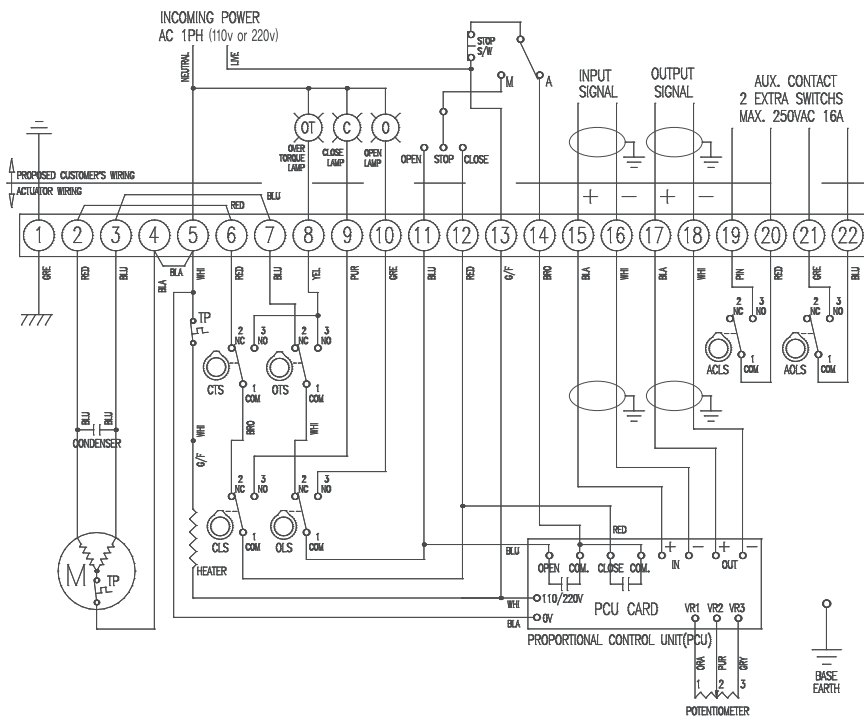 INCOMING POWER
AC 1PH (110v or 220v)
NEUTRAL
LIVE
STOP
S/W
M
A
INPUT
SIGNAL
OUTPUT
SIGNAL
AUX. CONTACT
2 EXTRA SWITCHS
MAX. 250VAC 16A
OT
C
O
OVER
TORQUE
LAMP
CLOSE
LAMP
OPEN
LAMP
OPEN
STOP
CLOSE
PROPOSED CUSTOMER'S WIRING
ACTUATOR WIRING
RED
BLU
+
-
+
-
1
2
3
4
5
6
7
8
9
10
11
12
13
14
15
16
17
18
19
20
21
22
GRE
RED
BLU
BLA
BLA
WHI
RED
BLU
YEL
PUR
GRE
BLU
RED
G/F
BRO
BLA
WHI
BLA
WHI
PIN
RED
GRE
BLU
TP
2
NC
3
NO
2
NC
3
NO
2
NC
3
NO
2
NC
3
NO
CTS
1
COM
OTS
1
COM
ACLS
1
COM
AOLS
1
COM
BLU
BLU
CONDENSER
WHI
G/F
BRO
WHI
2
NC
3
NO
2
NC
3
NO
CLS
1
COM
OLS
1
COM
HEATER
M
TP
RED
BLU
OPEN
COM.
CLOSE
COM.
+
IN
-
+
OUT
-
WHI
110/220V
PCU CARD
BLA
0V
VR1
VR2
VR3
PROPORTIONAL CONTROL UNIT(PCU)
ORA
PUR
GRY
1
2
3
POTENTIOMETER
BASE
EARTH